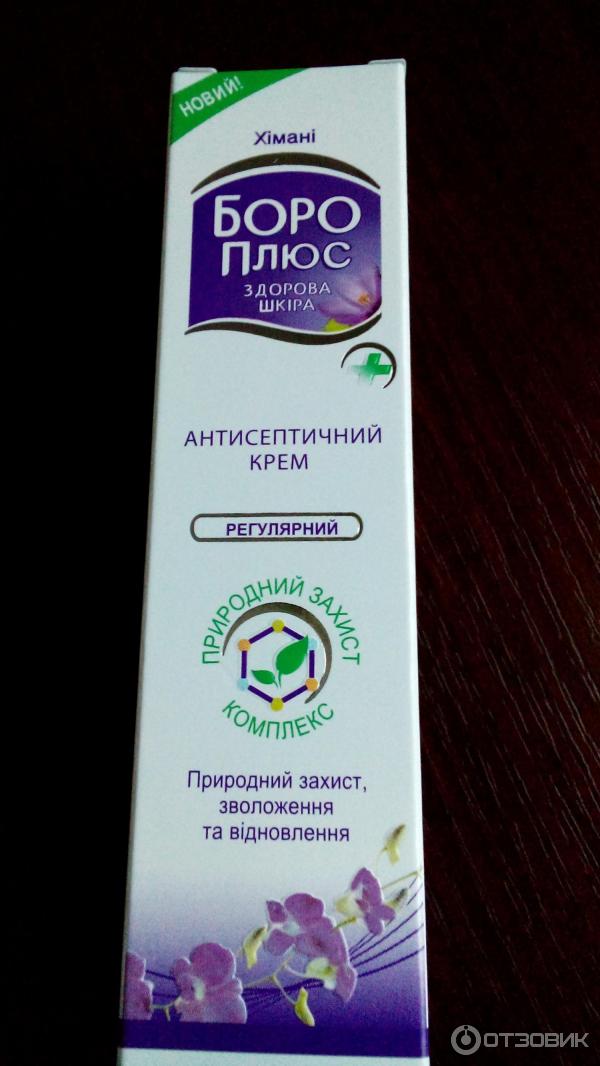 НОВИЙ!
Хімані
БОРО
ПЛЮС
ЗДОРОВА
ШКІРА
АНТИСЕПТИЧНИЙ
КРЕМ
РЕГУЛЯРНИЙ
ПРИРОДНИЙ ЗАХИСТ
КОМПЛЕКС
Природний захист,
зволоження
та відновлення
ОТЗОВИК